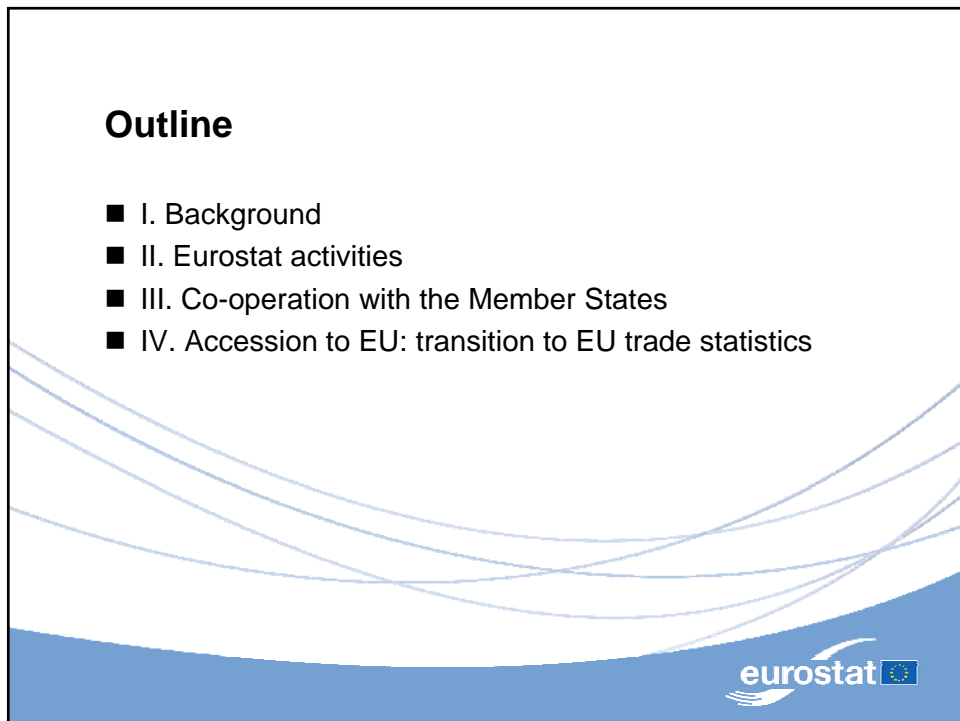 Outline
■ I. Background
■ II. Eurostat activities
■ III. Co-operation with the Member States
■ IV. Accession to EU: transition to EU trade statistics
eurostat